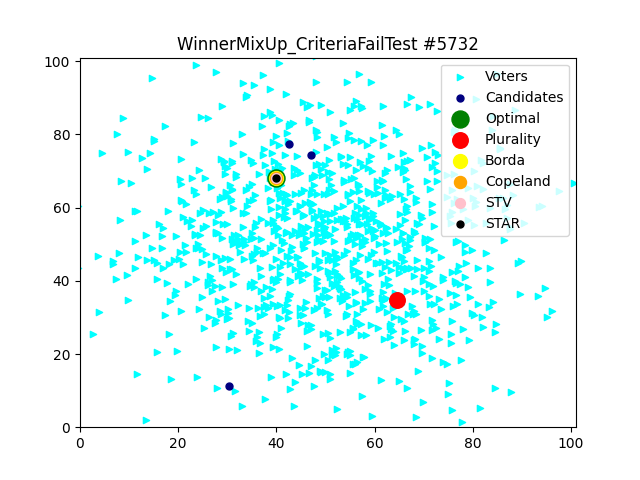 WinnerMixUp_CriteriaFailTest #5732
100
80
60
40
20
0
0
20
40
60
80
100
Voters
Candidates
Optimal
Plurality
Borda
Copeland
STV
STAR